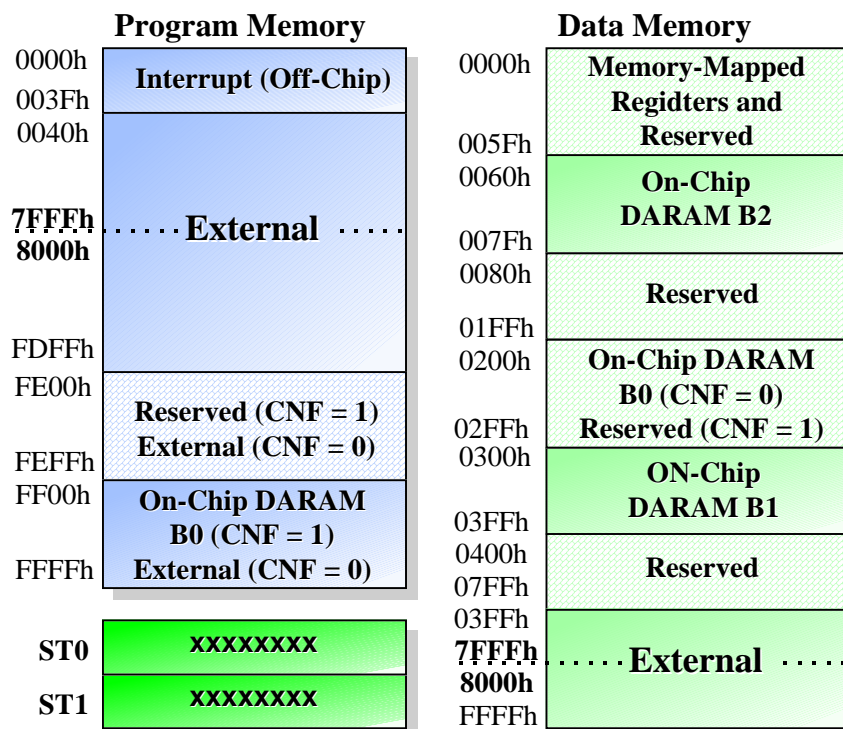 Program Memory
0000h
Interrupt (Off-Chip)
003Fh
0040h
7FFFh
External
8000h
FDFFh
FE00h
Reserved (CNF = 1)
External (CNF = 0)
FEFFh
FF00h
On-Chip DARAM
B0 (CNF = 1)
External (CNF = 0)
FFFFh
ST0
XXXXXXXX
ST1
XXXXXXXX
Data Memory
0000h
Memory-Mapped
Regidters and
Reserved
005Fh
0060h
On-Chip
DARAM B2
007Fh
0080h
Reserved
01FFh
0200h
On-Chip DARAM
B0 (CNF = 0)
Reserved (CNF = 1)
02FFh
0300h
ON-Chip
DARAM B1
03FFh
0400h
Reserved
07FFh
03FFh
7FFFh
External
8000h
FFFFh